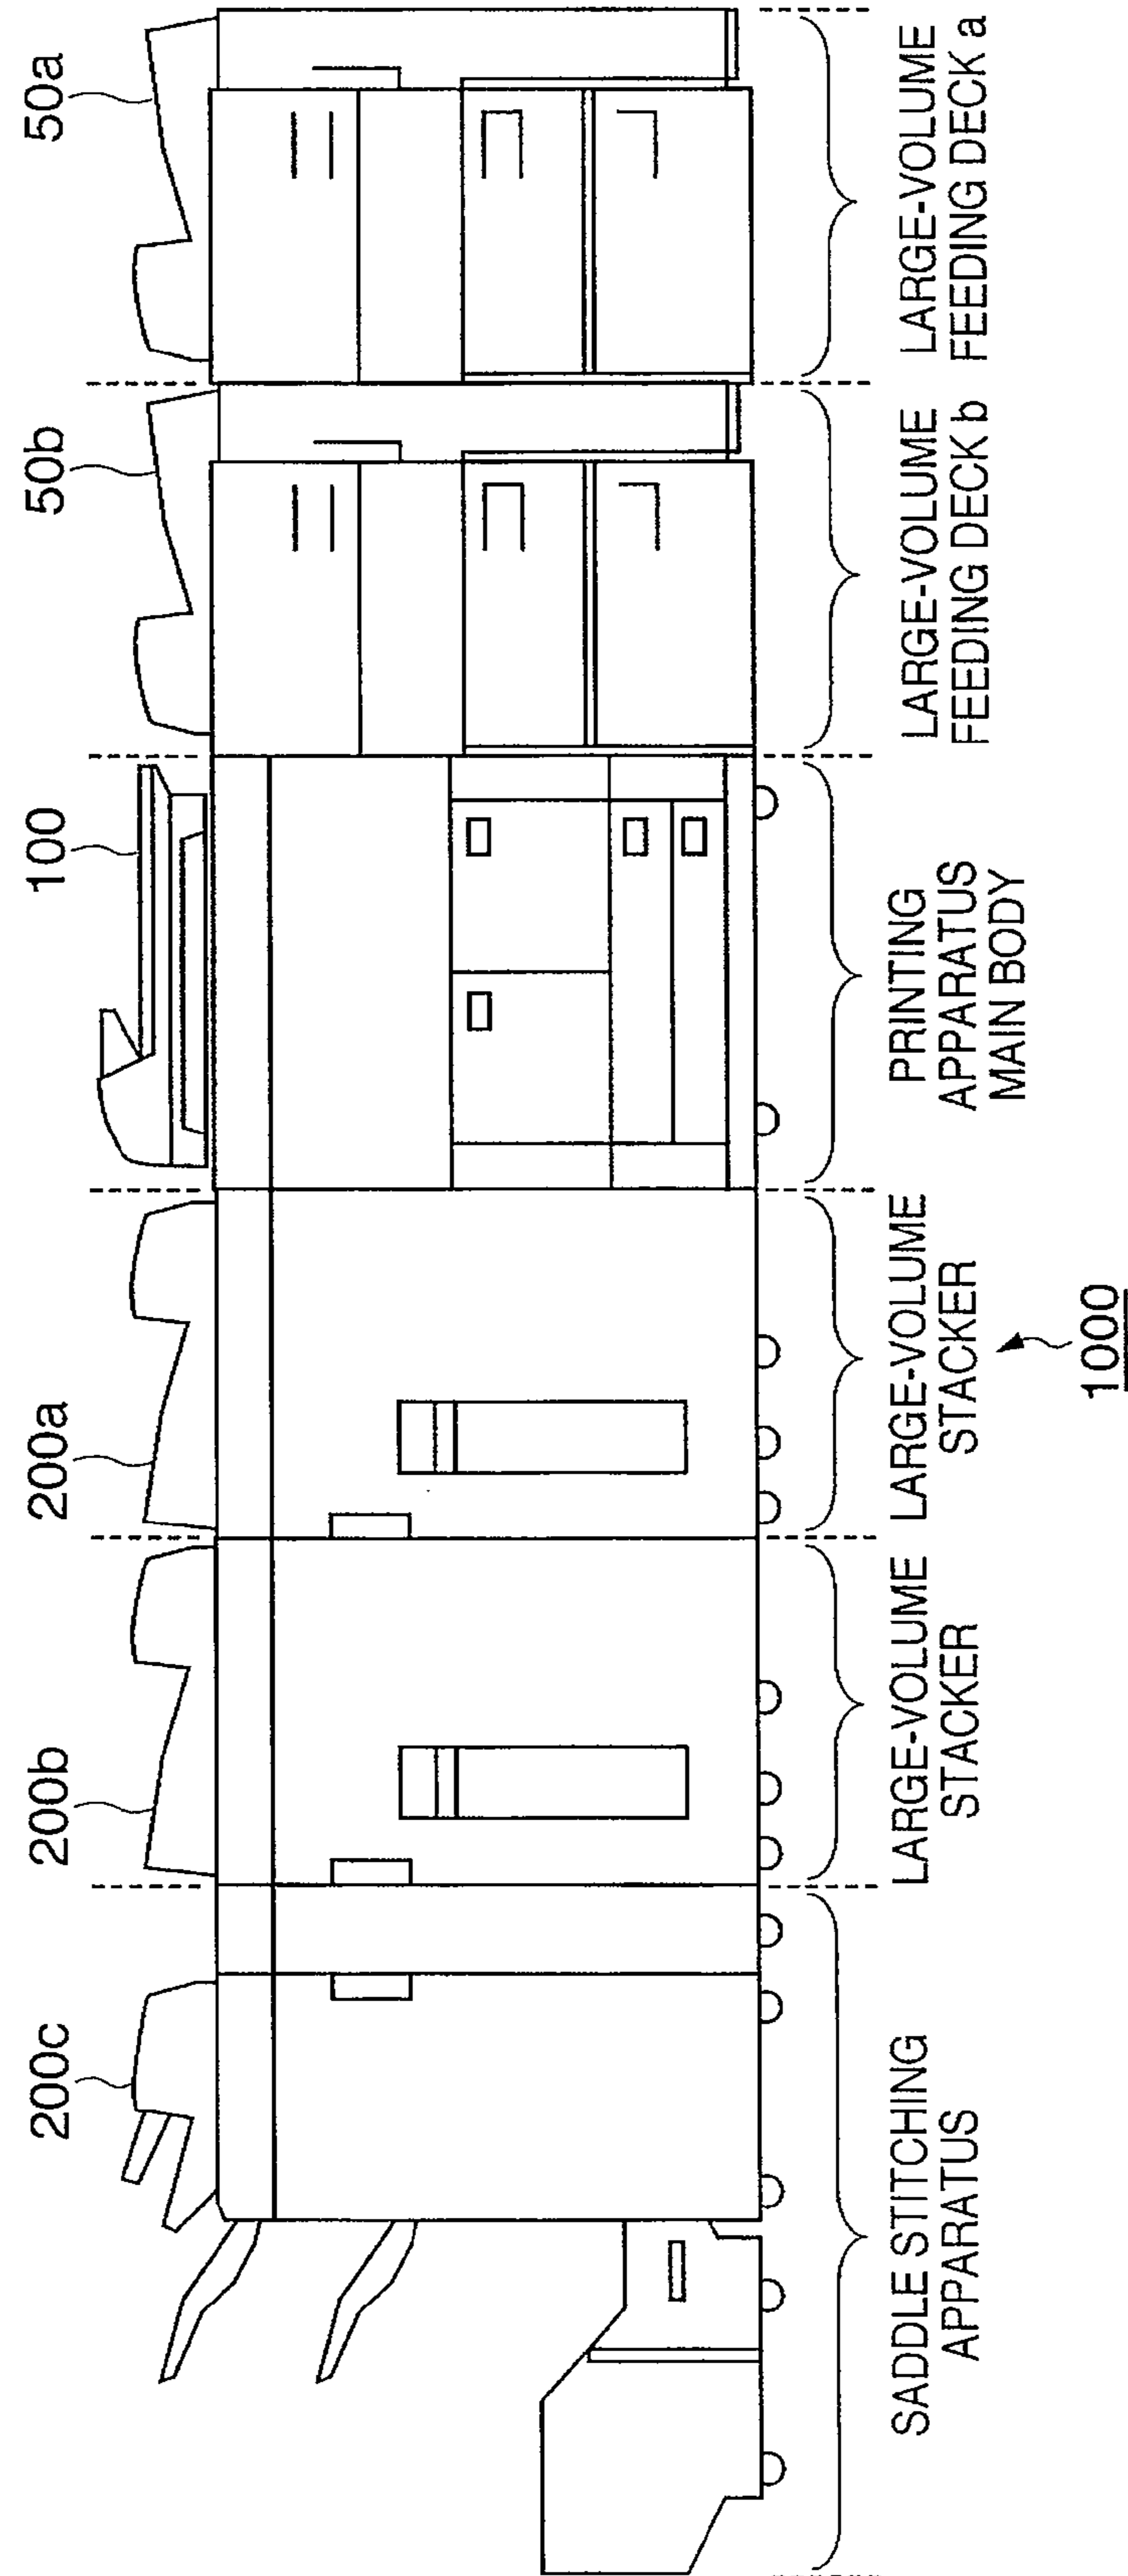 200c
200b
200a
100
50b
50a
SADDLE STITCHING
APPARATUS
LARGE-VOLUME
STACKER
LARGE-VOLUME
STACKER
PRINTING
APPARATUS
MAIN BODY
LARGE-VOLUME
FEEDING DECK b
LARGE-VOLUME
FEEDING DECK a
1000